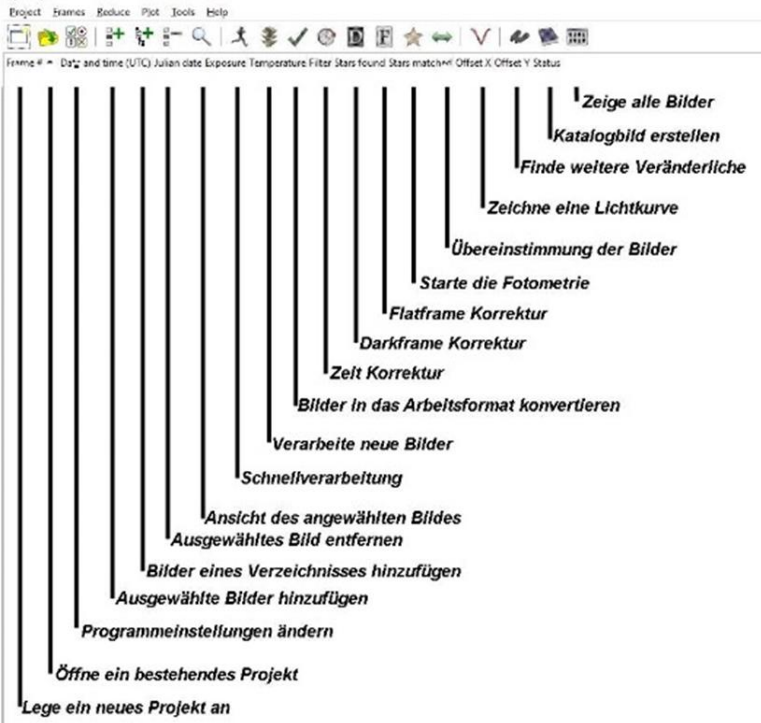 Project Frames Reduce Plot Tools Help
D F
Frame # Date and time (UTC) Julian date Exposure Temperature Filter Stars found Stars matched Offset X Offset Y Status
Zeige alle Bilder
Katalogbild erstellen
Finde weitere Veränderliche
Zeichne eine Lichtkurve
Übereinstimmung der Bilder
Starte die Fotometrie
Flatframe Korrektur
Darkframe Korrektur
Zeit Korrektur
Bilder in das Arbeitsformat konvertieren
Verarbeite neue Bilder
Schnellverarbeitung
Ansicht des angewählten Bildes
Ausgewähltes Bild entfernen
Bilder eines Verzeichnisses hinzufügen
Ausgewählte Bilder hinzufügen
Programmeinstellungen ändern
Öffne ein bestehendes Projekt
Lege ein neues Projekt an